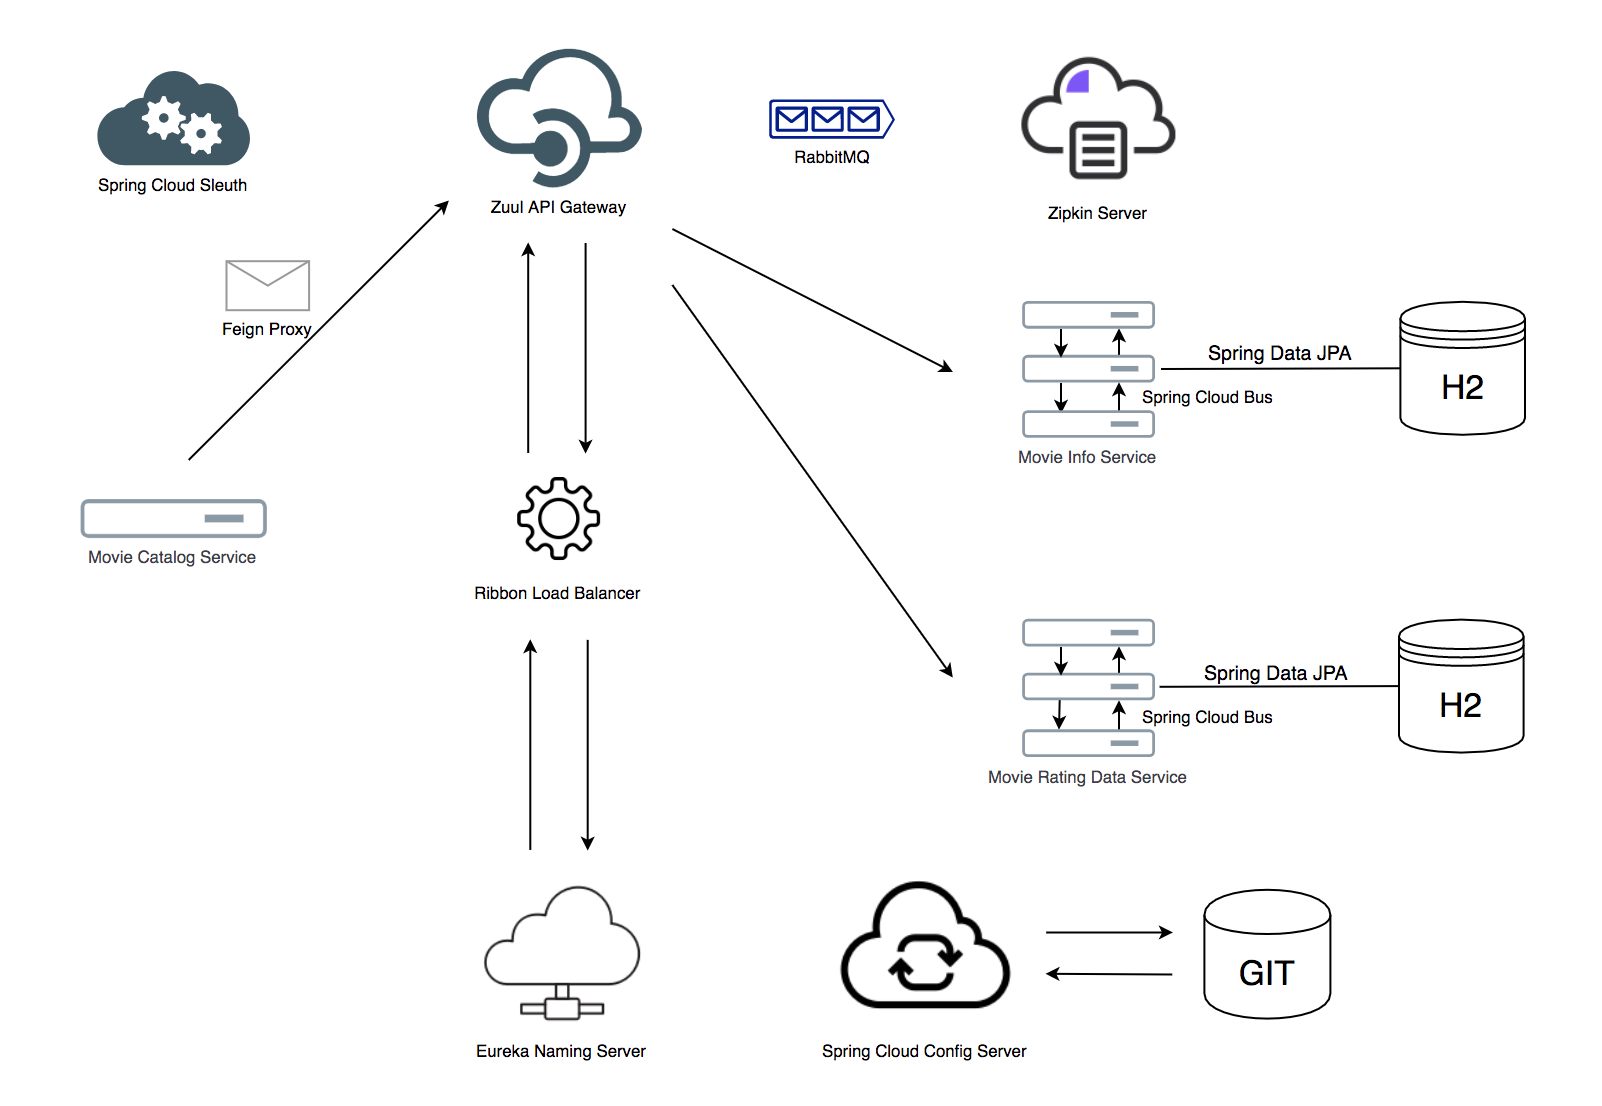 Spring Cloud Sleuth
Zuul API Gateway
RabbitMQ
Zipkin Server
Feign Proxy
Spring Data JPA
H2
Spring Cloud Bus
Movie Info Service
Movie Catalog Service
Ribbon Load Balancer
Spring Data JPA
H2
Spring Cloud Bus
Movie Rating Data Service
GIT
Eureka Naming Server
Spring Cloud Config Server